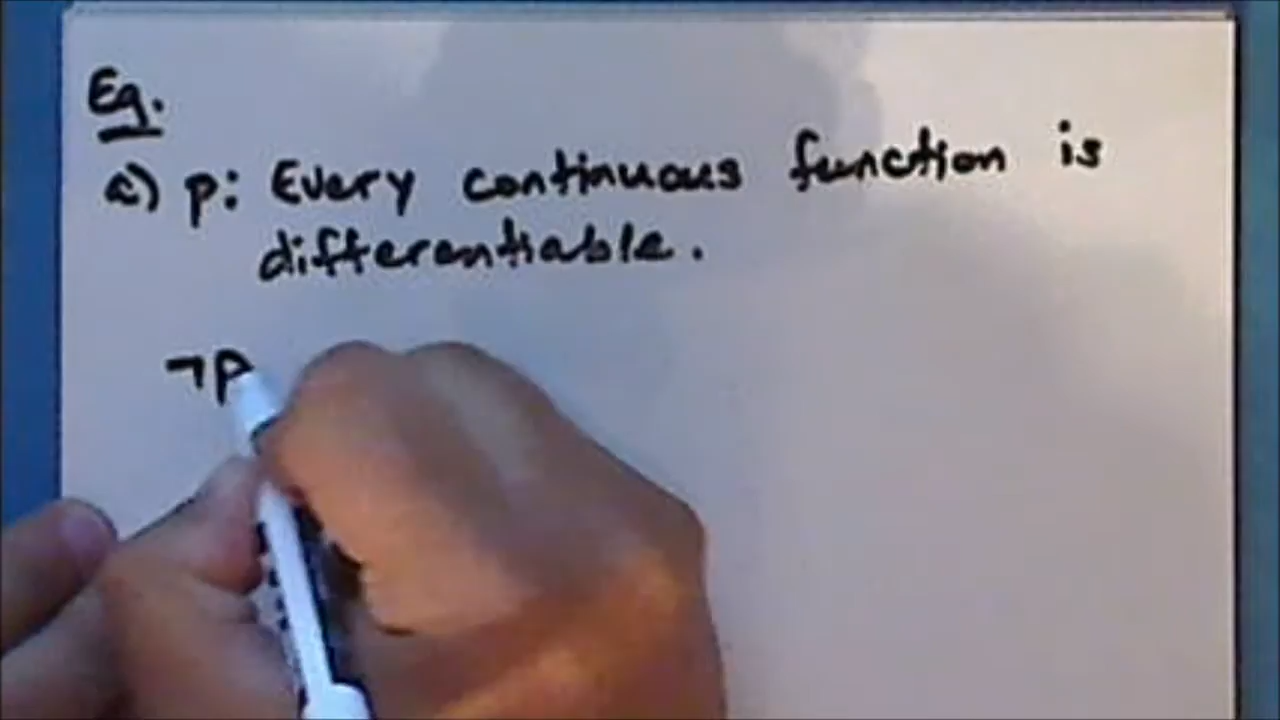 Eg.
a) p: Every continuous function is
differentiable.
¬p